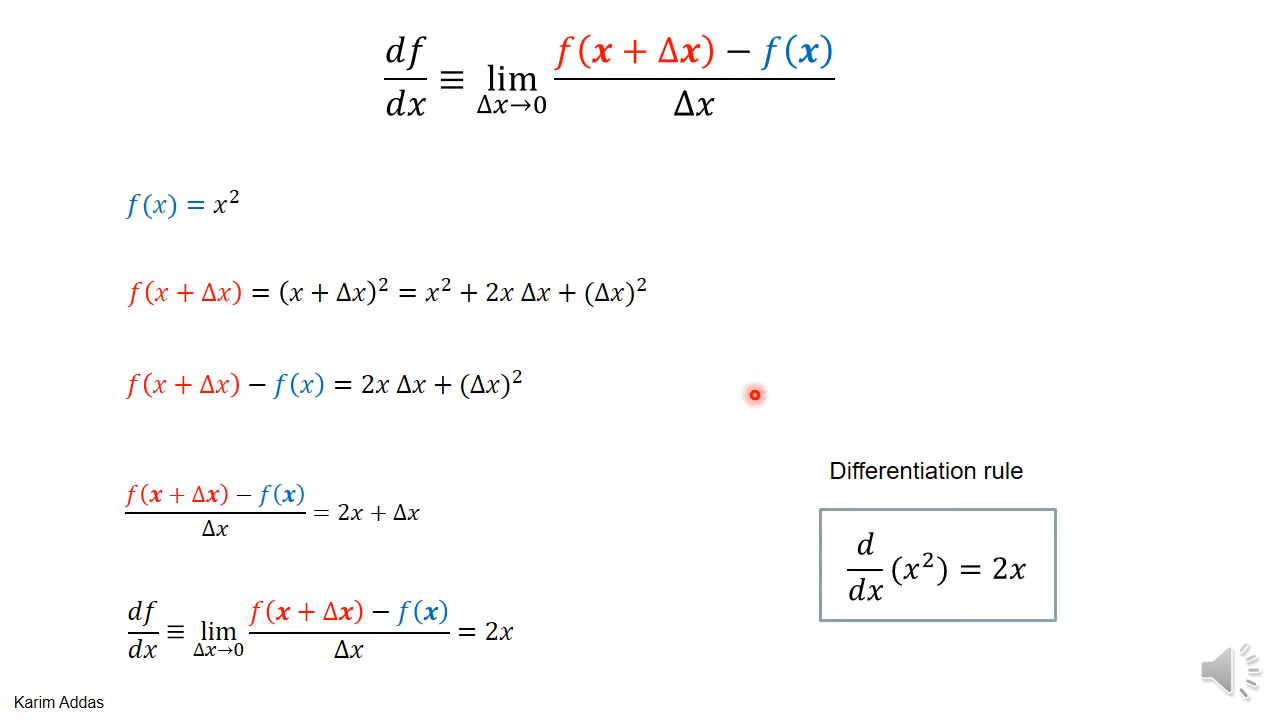 df/dx ≡ lim Δx→0 f(x + Δx) − f(x) / Δx
f(x) = x²
f(x + Δx) = (x + Δx)² = x² + 2x Δx + (Δx)²
f(x + Δx) − f(x) = 2x Δx + (Δx)²
f(x + Δx) − f(x) / Δx = 2x + Δx
df/dx ≡ lim Δx→0 f(x + Δx) − f(x) / Δx = 2x
Differentiation rule
d/dx (x²) = 2x
Karim Addas